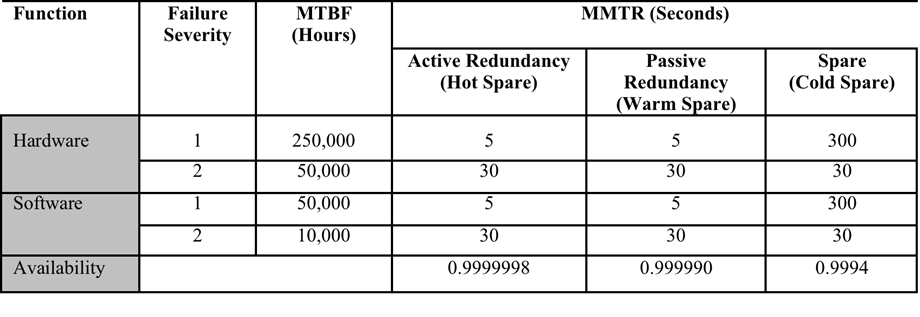 Function Failure Severity MTBF (Hours) MMTR (Seconds)
Active Redundancy (Hot Spare) Passive Redundancy (Warm Spare) Spare (Cold Spare)
Hardware 1 250,000 5 5 300
2 50,000 30 30 30
Software 1 50,000 5 5 300
2 10,000 30 30 30
Availability 0.9999998 0.999990 0.9994